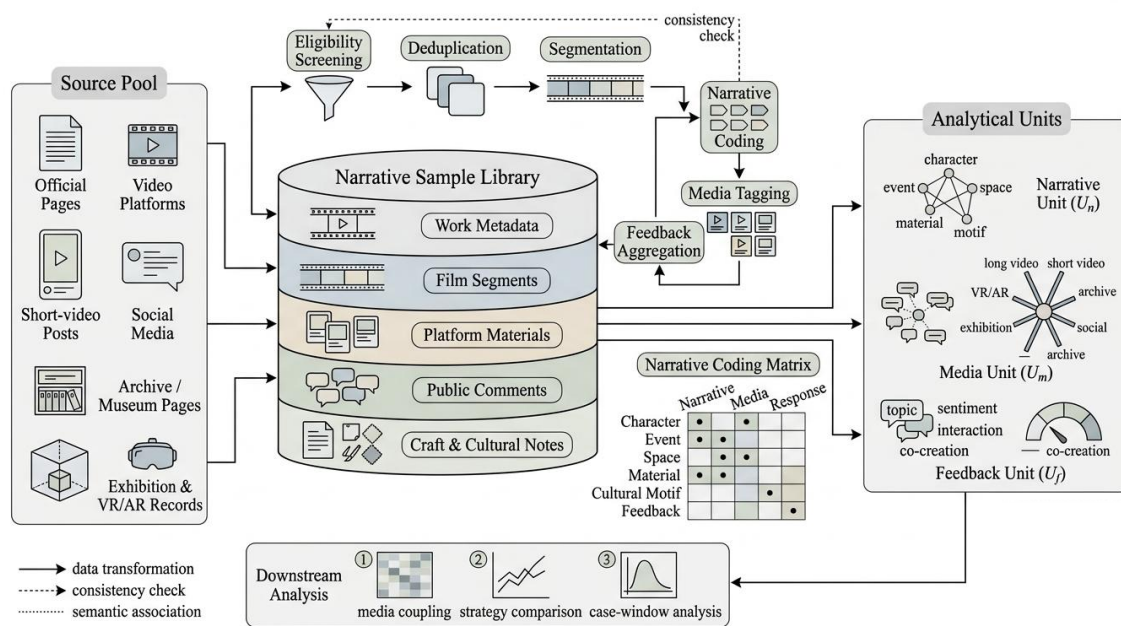 consistency
check
Eligibility
Screening
Deduplication
Segmentation
Source Pool
Official
Pages
Video
Platforms
Short-video
Posts
Social
Media
Archive /
Museum Pages
Exhibition &
VR/AR Records
Narrative
Coding
Media Tagging
Feedback
Aggregation
Narrative Sample Library
Work Metadata
Film Segments
Platform Materials
Public Comments
Craft & Cultural Notes
Narrative Coding Matrix
Narrative
Media
Response
Character
Event
Space
Material
Cultural Motif
Feedback
Analytical Units
character
event
space
material
motif
Narrative
Unit (Un)
long video
short video
VR/AR
archive
exhibition
social
archive
Media Unit (Um)
topic
sentiment
interaction
co-creation
co-creation
Feedback Unit (Uf)
data transformation
consistency check
semantic association
Downstream
Analysis
1
media coupling
2
strategy comparison
3
case-window analysis